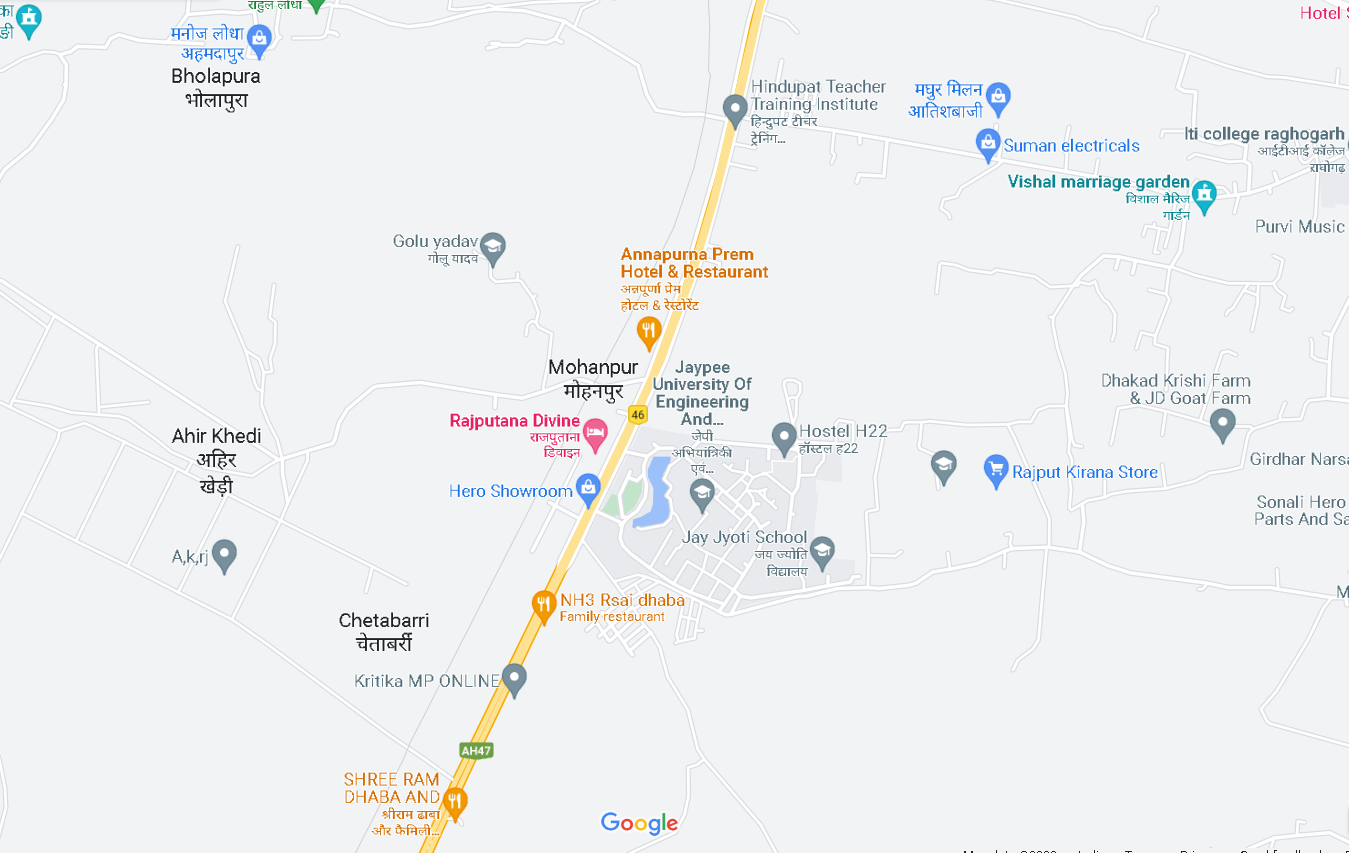 का
ड़ी
राहुल लोधा
मनोज लोधा
अहमदापुर
Bholapura
भोलापुरा
Hotel S
Hindupat Teacher
Training Institute
हिन्दुपट टीचर
ट्रेनिंग...
मघुर मिलन
आतिशबाजी
Suman electricals
Iti college raghogarh
आईटीआई कॉलेज
राघोगढ़
Vishal marriage garden
विशाल मैरिज
गार्डन
Purvi Music
Golu yadav
गोलू यादव
Annapurna Prem
Hotel & Restaurant
अन्नपूर्णा प्रेम
होटल & रेस्टोरेंट
Mohanpur
मोहनपुर
46
Jaypee
University Of
Engineering
And...
जेपी
अभियांत्रिकी
एवं...
Rajputana Divine
राजपुताना
डिवाइन
Hostel H22
हॉस्टल ह22
Dhakad Krishi Farm
& JD Goat Farm
Ahir Khedi
अहिर
खेड़ी
Hero Showroom
Rajput Kirana Store
Girdhar Narsa
Sonali Hero
Parts And Sa
Jay Jyoti School
जय ज्योति
विद्यालय
A,k,rj
NH3 Rsai dhaba
Family restaurant
M
Chetabarri
चेताबर्री
Kritika MP ONLINE
AH47
SHREE RAM
DHABA AND
श्रीराम ढाबा
और फैमिली...
Google